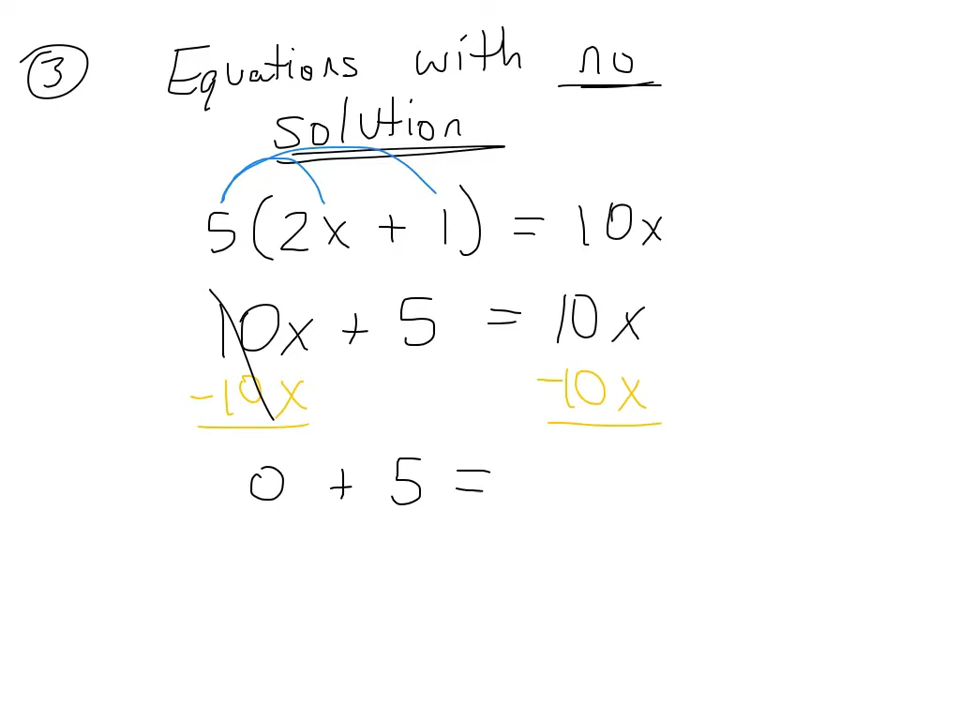 ③ Equations with no
solution
5(2x + 1) = 10x
10x + 5 = 10x
-10x -10x
0 + 5 =